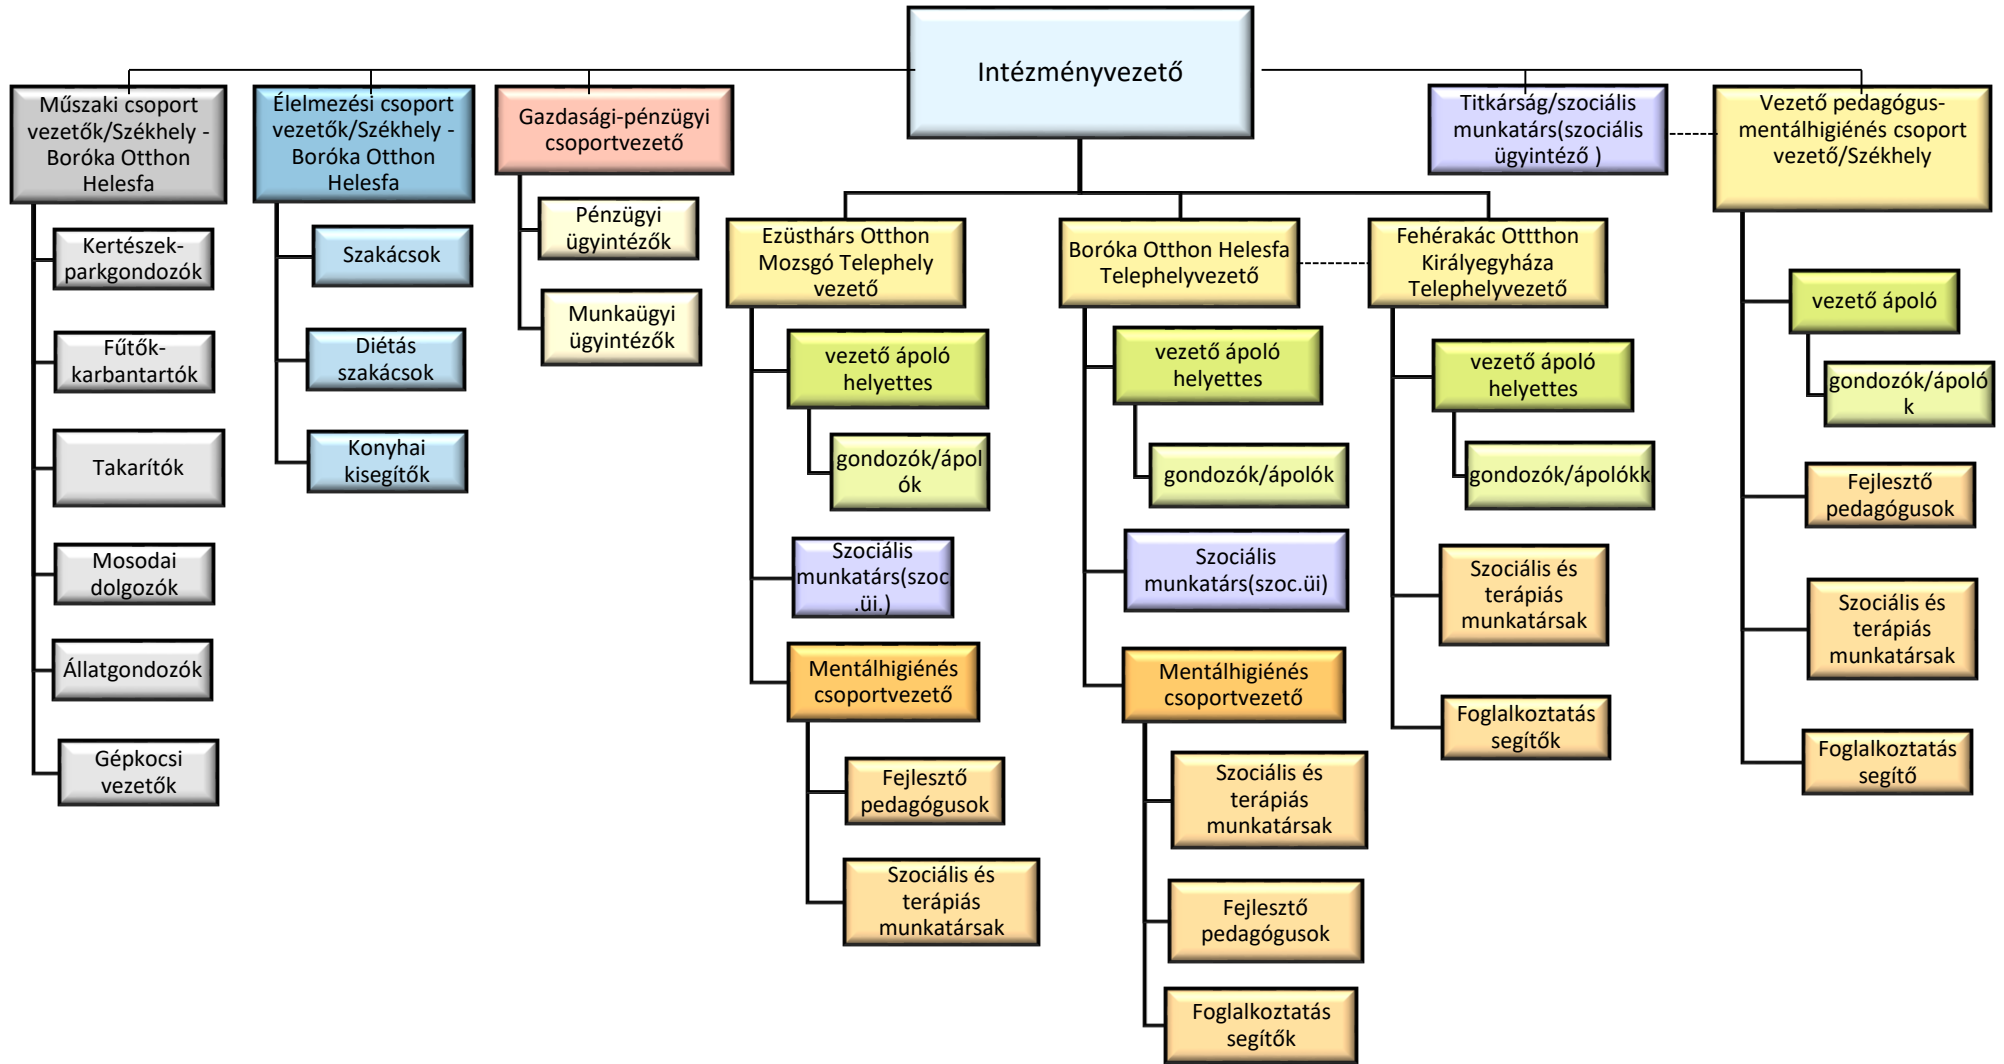 Intézményvezető
Műszaki csoport
vezetők/Székhely -
Boróka Otthon
Helesfa
Kertészek-
parkgondozók
Fűtők-
karbantartók
Takarítók
Mosodai
dolgozók
Állatgondozók
Gépkocsi
vezetők
Élelmezési csoport
vezetők/Székhely -
Boróka Otthon
Helesfa
Szakácsok
Diétás
szakácsok
Konyhai
kisegítők
Gazdasági-pénzügyi
csoportvezető
Pénzügyi
ügyintézők
Munkaügyi
ügyintézők
Ezüsthárs Otthon
Mozsgó Telephely
vezető
vezető ápoló
helyettes
gondozók/ápol
ók
Szociális
munkatárs(szoc
.üi.)
Mentálhigiénés
csoportvezető
Fejlesztő
pedagógusok
Szociális és
terápiás
munkatársak
Boróka Otthon Helesfa
Telephelyvezető
vezető ápoló
helyettes
gondozók/ápolók
Szociális
munkatárs(szoc.üi)
Mentálhigiénés
csoportvezető
Szociális és
terápiás
munkatársak
Fejlesztő
pedagógusok
Foglalkoztatás
segítők
Fehérakác Ottthon
Királyegyháza
Telephelyvezető
vezető ápoló
helyettes
gondozók/ápolókk
Szociális és
terápiás
munkatársak
Foglalkoztatás
segítők
Titkárság/szociális
munkatárs(szociális
ügyintéző )
Vezető pedagógus-
mentálhigiénés csoport
vezető/Székhely
vezető ápoló
gondozók/ápoló
k
Fejlesztő
pedagógusok
Szociális és
terápiás
munkatársak
Foglalkoztatás
segítő